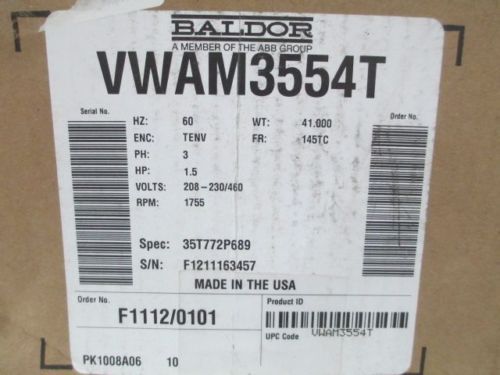 BALDOR
A MEMBER OF THE ABB GROUP
VWAM3554T
Serial No.
Order No.
HZ: 60 WT: 41.000
ENC: TENV FR: 145TC
PH: 3
HP: 1.5
VOLTS: 208-230/460
RPM: 1755
Spec: 35T772P689
S/N: F1211163457
MADE IN THE USA
Order No.
F1112/0101
Product ID
UPC Code VWAM3554T
PK1008A06 10